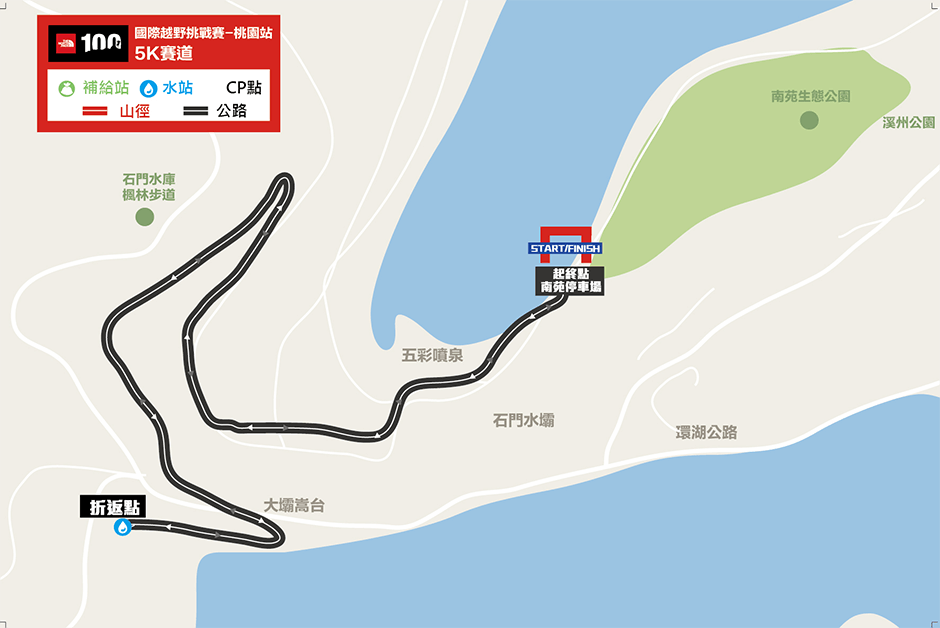 100
國際越野挑戰賽-桃園站
5K賽道
補給站
水站
CP點
山徑
公路
南苑生態公園
溪州公園
石門水庫
楓林步道
START/FINISH
起終點
南苑停車場
五彩噴泉
石門水壩
環湖公路
大壩嵩台
折返點